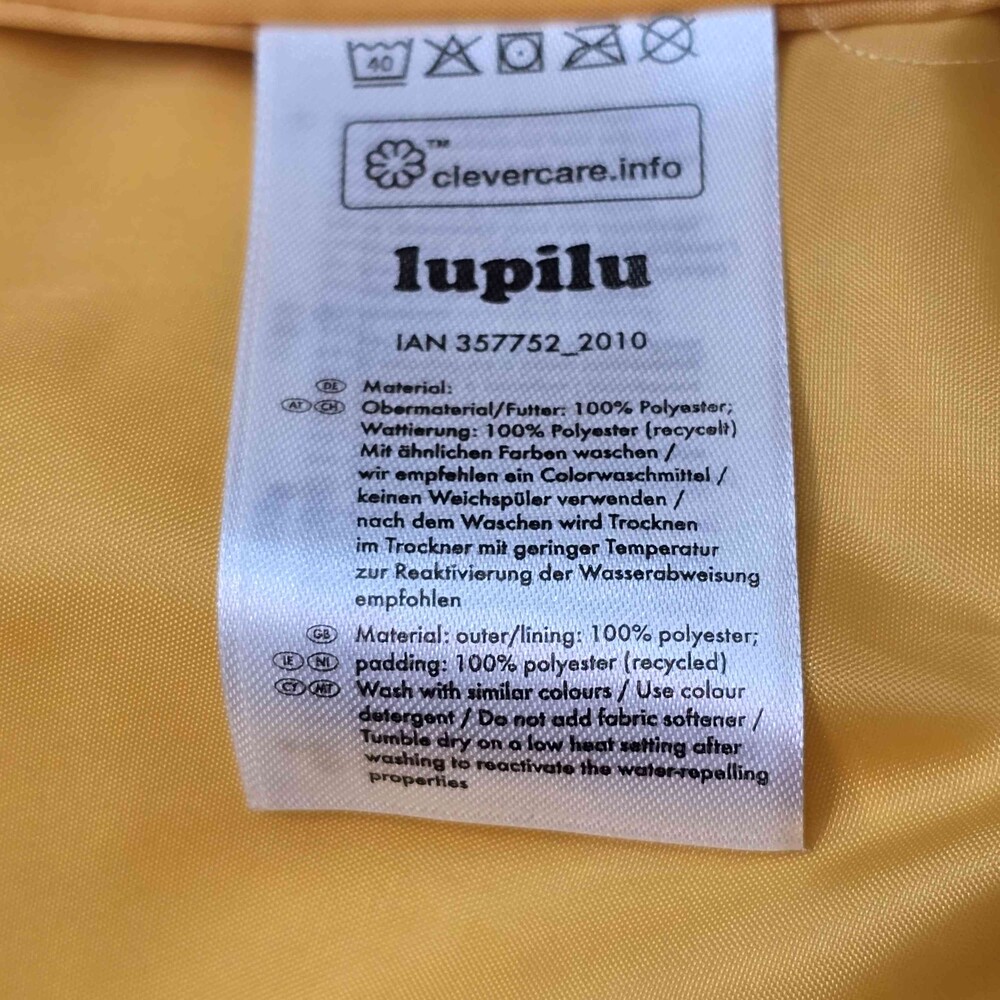 40
™
clevercare.info
lupilu
IAN 357752_2010
DE Material:
AT CH Obermaterial/Futter: 100% Polyester;
Wattierung: 100% Polyester (recycelt)
Mit ähnlichen Farben waschen /
wir empfehlen ein Colorwaschmittel /
keinen Weichspüler verwenden /
nach dem Waschen wird Trocknen
im Trockner mit geringer Temperatur
zur Reaktivierung der Wasserabweisung
empfohlen
GB Material: outer/lining: 100% polyester;
IE NI padding: 100% polyester (recycled)
CY MT Wash with similar colours / Use colour
detergent / Do not add fabric softener /
Tumble dry on a low heat setting after
washing to reactivate the water-repelling
properties